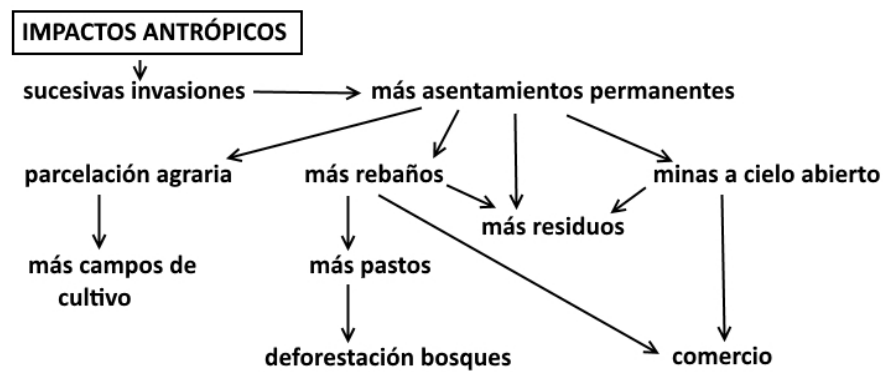 IMPACTOS ANTRÓPICOS
sucesivas invasiones
más asentamientos permanentes
parcelación agraria
más rebaños
minas a cielo abierto
más residuos
más campos de
cultivo
más pastos
deforestación bosques
comercio